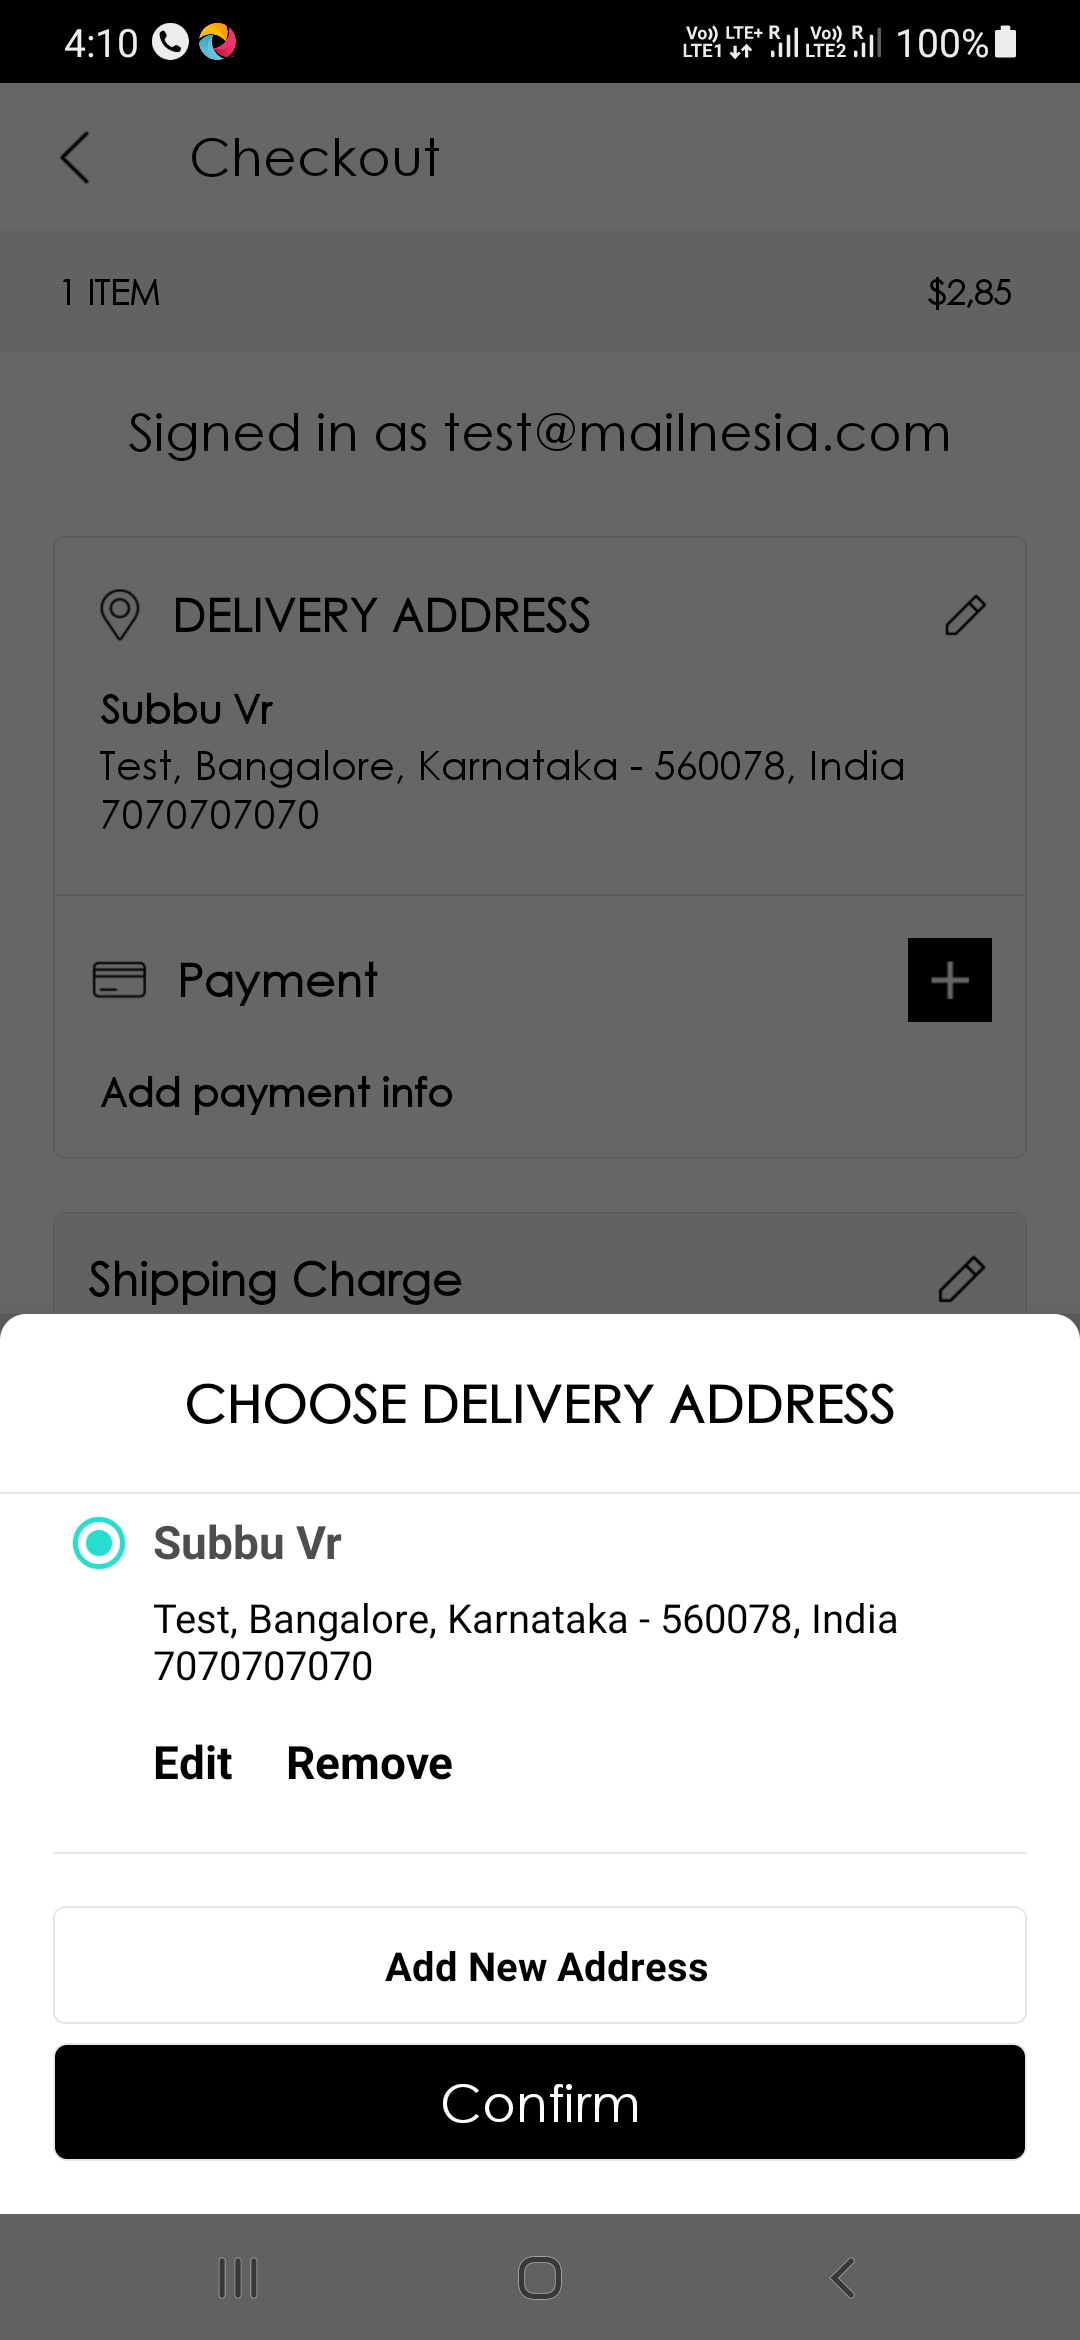 4:10 Vo)) LTE+ R Vo)) R 100%
LTE1 LTE2
Checkout
1 ITEM $2,85
Signed in as test@mailnesia.com
DELIVERY ADDRESS
Subbu Vr
Test, Bangalore, Karnataka - 560078, India
7070707070
Payment
Add payment info
Shipping Charge
CHOOSE DELIVERY ADDRESS
Subbu Vr
Test, Bangalore, Karnataka - 560078, India
7070707070
Edit Remove
Add New Address
Confirm